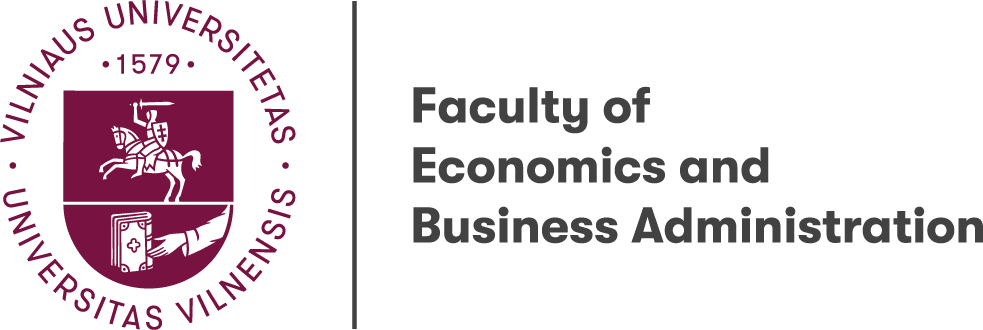 VILNIAUS UNIVERSITETAS
·1579·
UNIVERSITAS VILNENSIS
Faculty of
Economics and
Business Administration